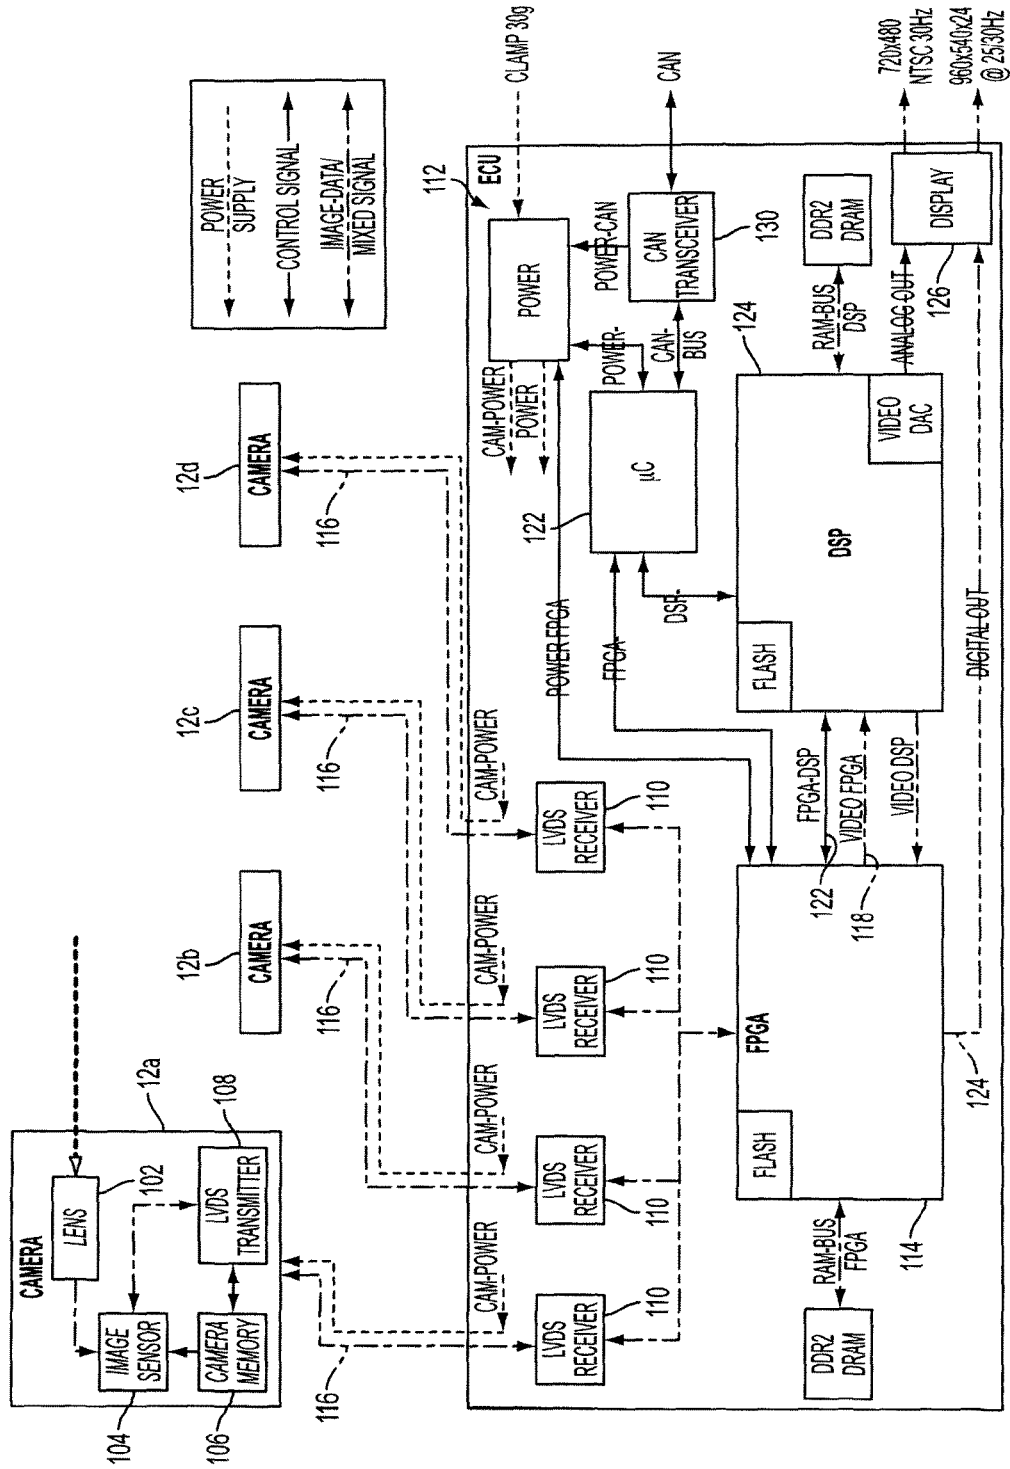 CAMERA
LENS
102
IMAGE
SENSOR
104
CAMERA
MEMORY
106
LVDS
TRANSMITTER
108
12a
116
CAMERA
12b
116
CAMERA
12c
116
CAMERA
12d
116
POWER
SUPPLY
CONTROL SIGNAL
IMAGE-DATA/
MIXED SIGNAL
ECU
112
CLAMP 30g
CAN
CAM-POWER
CAM-POWER
CAM-POWER
CAM-POWER
LVDS
RECEIVER
110
LVDS
RECEIVER
110
LVDS
RECEIVER
110
LVDS
RECEIVER
110
CAM-POWER
POWER
POWER
POWER-CAN
CAN
TRANSCEIVER
130
POWER-
CAN-
BUS
µC
122
POWER FPGA
FPGA-
DSP-
DDR2
DRAM
RAM-BUS
FPGA
114
FPGA
FLASH
FPGA-DSP
122
VIDEO FPGA
118
VIDEO DSP
DSP
FLASH
VIDEO
DAC
124
RAM-BUS
DSP
DDR2
DRAM
ANALOG OUT
DISPLAY
126
DIGITAL OUT
124
720x480
NTSC 30Hz
960x540x24
@ 25/30Hz